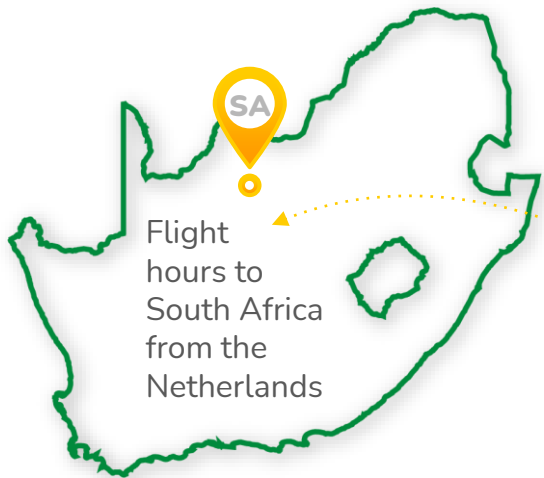 SA
Flight
hours to
South Africa
from the
Netherlands